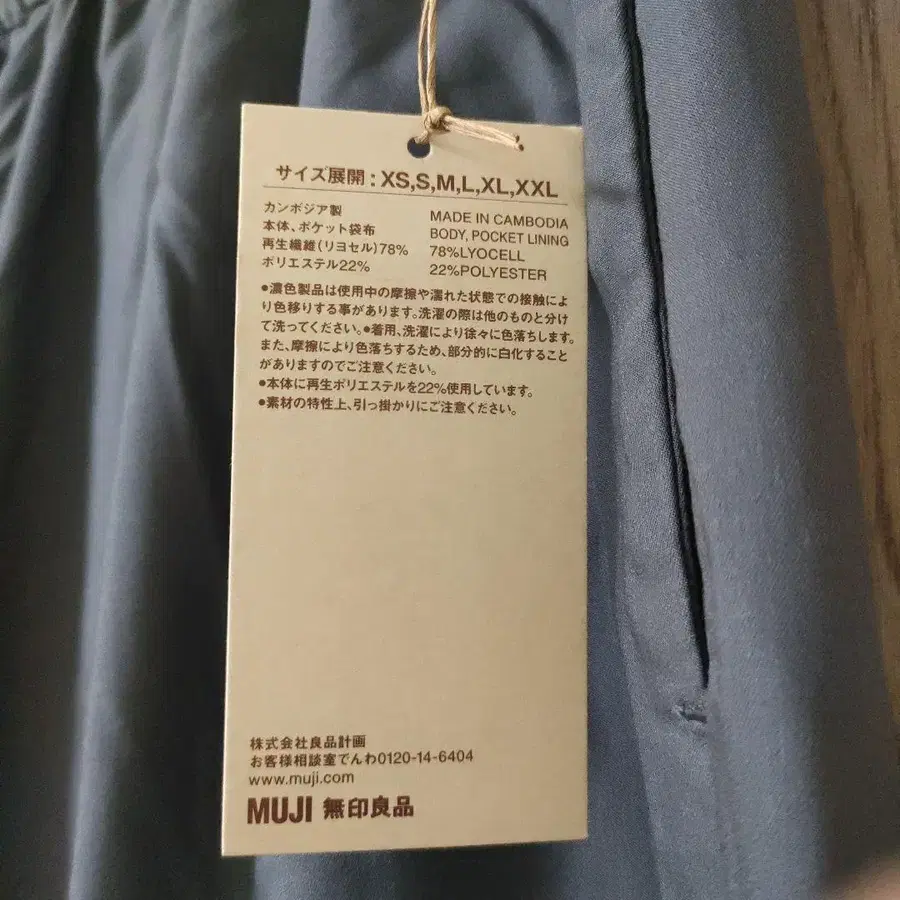 サイズ展開：XS,S,M,L,XL,XXL
カンボジア製
本体、ポケット袋布
再生繊維(リヨセル)78%
ポリエステル22%
MADE IN CAMBODIA
BODY, POCKET LINING
78%LYOCELL
22%POLYESTER
●濃色製品は使用中の摩擦や濡れた状態での接触によ
り色移りする事があります。洗濯の際は他のものと分け
て洗ってください。●着用、洗濯により徐々に色落ちします。
また、摩擦により色落ちするため、部分的に白化すること
がありますのでご注意ください。
●本体に再生ポリエステルを22%使用しています。
●素材の特性上、引っ掛かりにご注意ください。
株式会社良品計画
お客様相談室でんわ0120-14-6404
www.muji.com
MUJI 無印良品